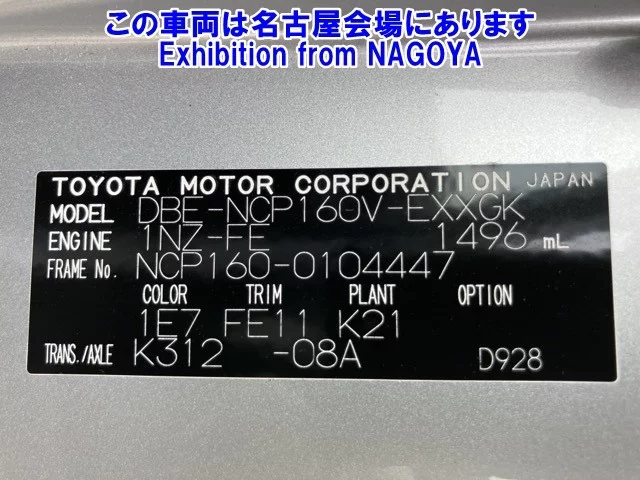 この車両は名古屋会場にあります
Exhibition from NAGOYA
TOYOTA MOTOR CORPORATION JAPAN
MODEL DBE-NCP160V-EXXGK
ENGINE 1NZ-FE 1496 mL
FRAME No. NCP160-0104447
COLOR TRIM PLANT OPTION
1E7 FE11 K21
TRANS./AXLE K312 -08A D928